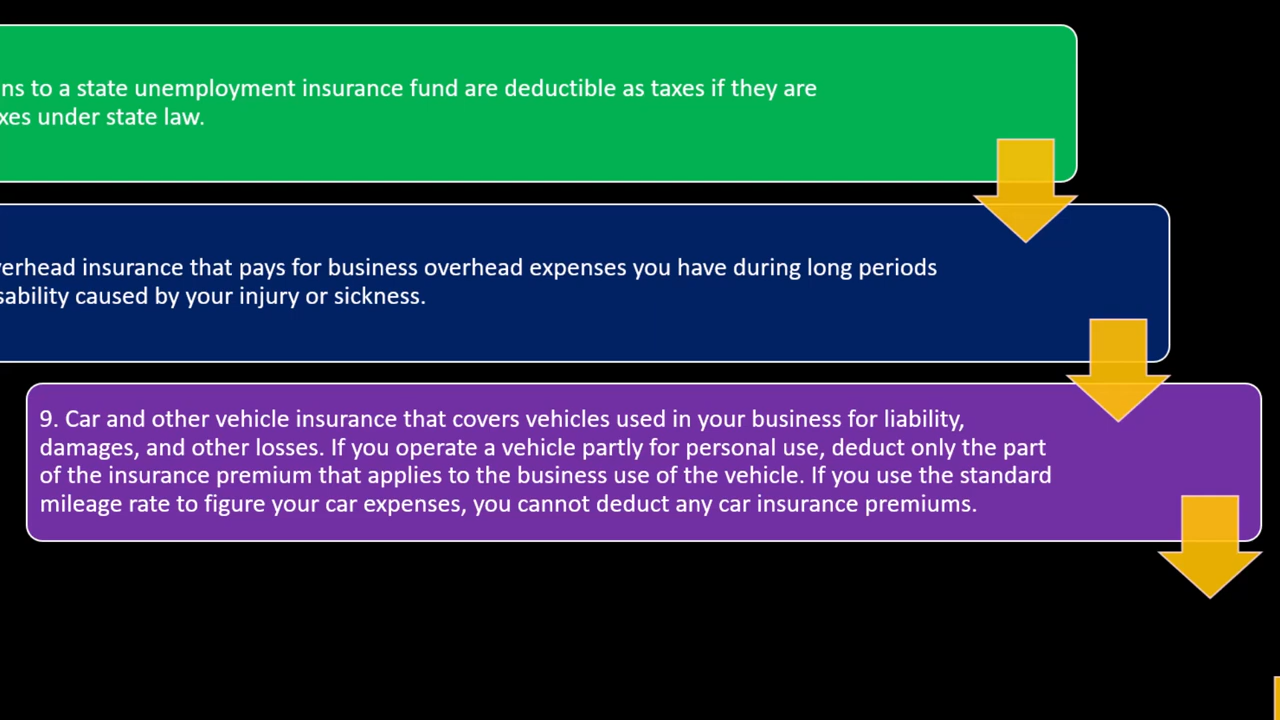 ns to a state unemployment insurance fund are deductible as taxes if they are
xes under state law.
verhead insurance that pays for business overhead expenses you have during long periods
sability caused by your injury or sickness.
9. Car and other vehicle insurance that covers vehicles used in your business for liability,
damages, and other losses. If you operate a vehicle partly for personal use, deduct only the part
of the insurance premium that applies to the business use of the vehicle. If you use the standard
mileage rate to figure your car expenses, you cannot deduct any car insurance premiums.